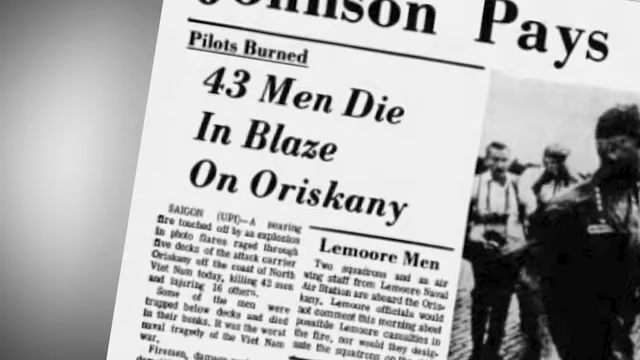 Johnson Pays
Pilots Burned
43 Men Die
In Blaze
On Oriskany
SAIGON (UPI)—A searing
fire touched off by an explosion
in photo flares raged through
five decks of the attack carrier
Oriskany off the coast of North
Viet Nam today, killing 43 men
and injuring 16 others.
Some of the men were
trapped below decks and died
in their bunks. It was the worst
naval tragedy of the Viet Nam
war.
Firemen,
Lemoore Men
Two squadrons and an air
wing staff from Lemoore Naval
Air Station are aboard the Oris-
kany. Lemoore officials would
not comment this morning about
possible Lemoore casualties in
the fire, nor would they desig-
nate the squadrons on the